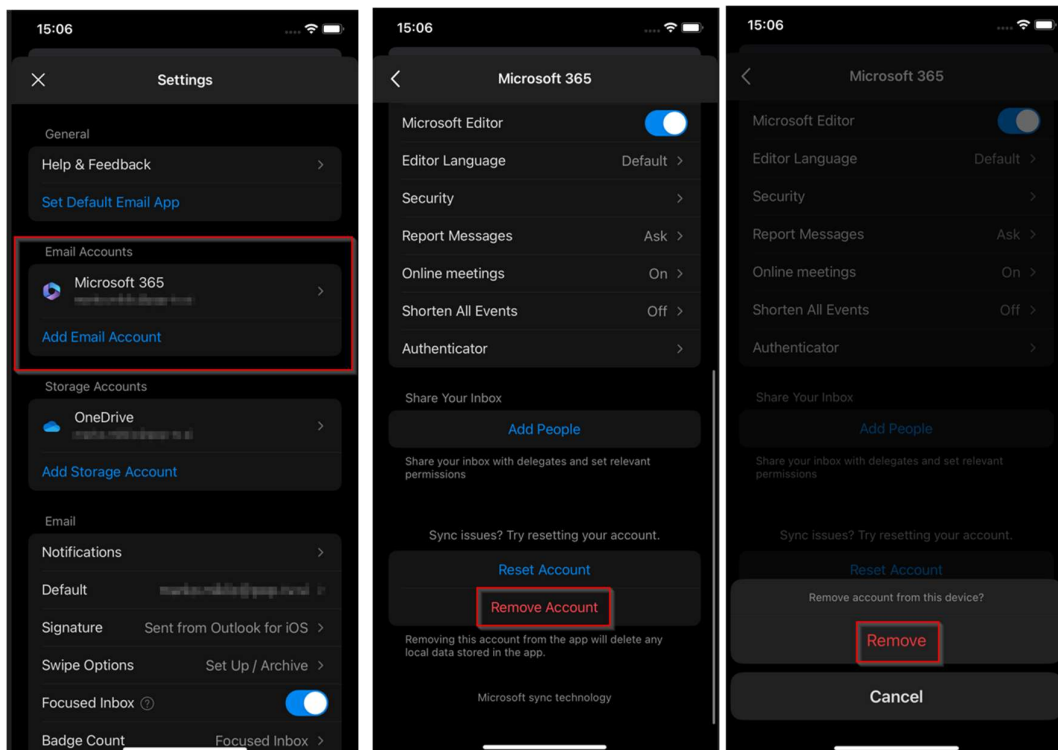 15:06
Settings
General
Help & Feedback
Set Default Email App
Email Accounts
Microsoft 365
Add Email Account
Storage Accounts
OneDrive
Add Storage Account
Email
Notifications
Default
Signature Sent from Outlook for iOS
Swipe Options Set Up / Archive
Focused Inbox ?
Badge Count Focused Inbox
15:06
Microsoft 365
Microsoft Editor
Editor Language Default
Security
Report Messages Ask
Online meetings On
Shorten All Events Off
Authenticator
Share Your Inbox
Add People
Share your inbox with delegates and set relevant
permissions
Sync issues? Try resetting your account.
Reset Account
Remove Account
Removing this account from the app will delete any
local data stored in the app.
Microsoft sync technology
15:06
Microsoft 365
Microsoft Editor
Editor Language Default
Security
Report Messages Ask
Online meetings On
Shorten All Events Off
Authenticator
Share Your Inbox
Add People
Share your inbox with delegates and set relevant
permissions
Sync issues? Try resetting your account.
Reset Account
Remove account from this device?
Remove
Cancel